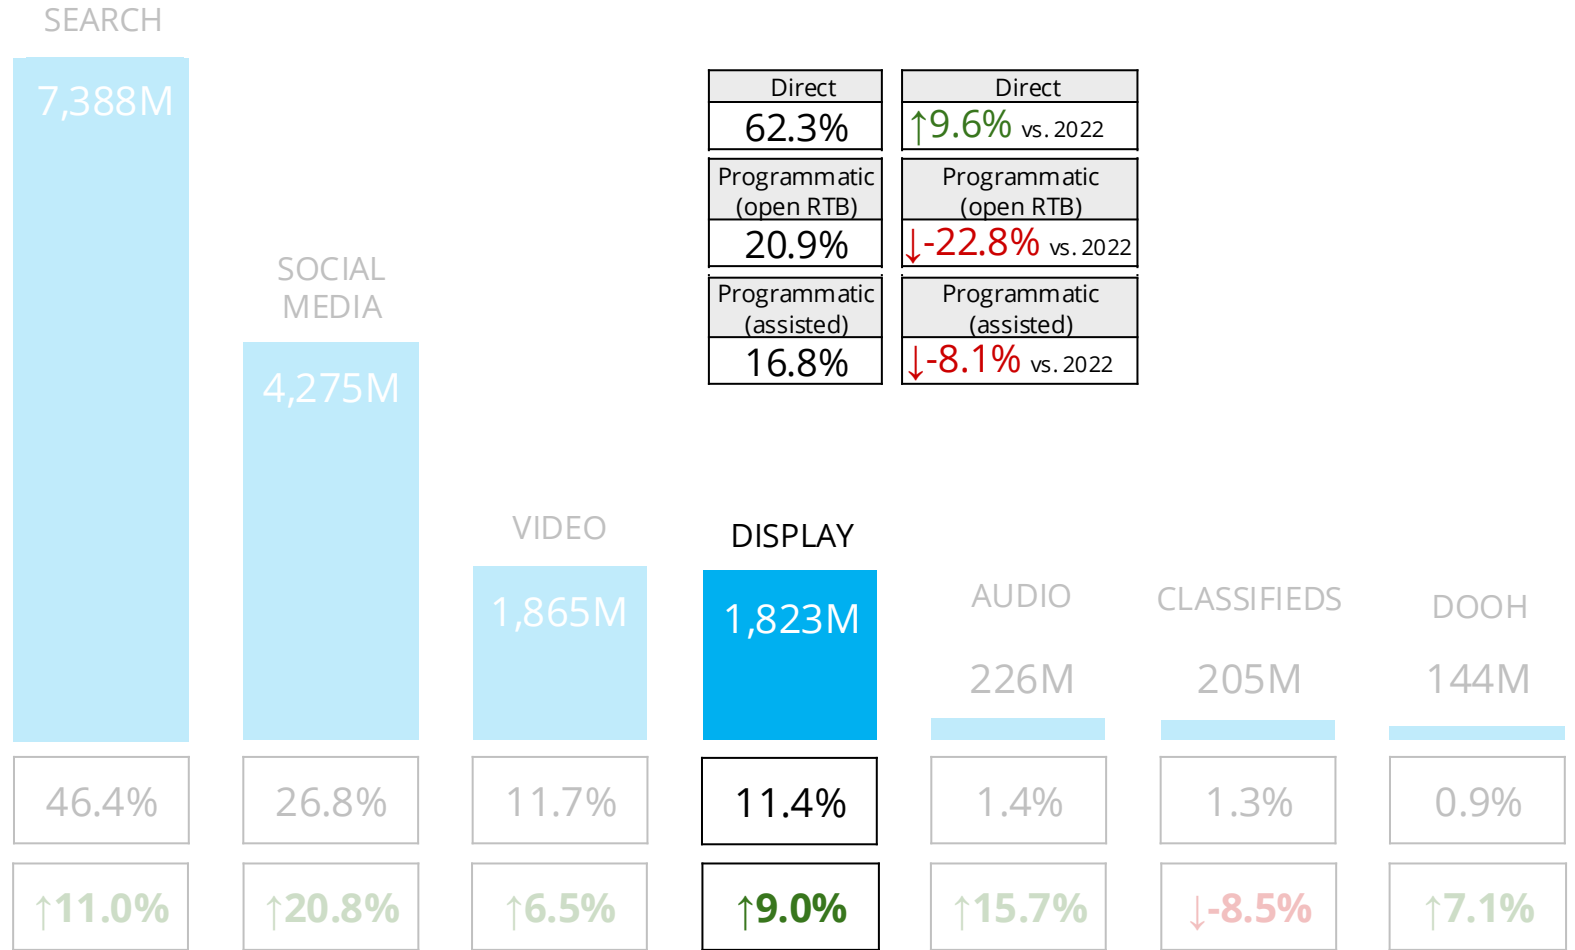 SEARCH
7,388M
Direct
62.3%
Direct
↑9.6% vs. 2022
Programmatic
(open RTB)
20.9%
Programmatic
(open RTB)
↓-22.8% vs. 2022
Programmatic
(assisted)
16.8%
Programmatic
(assisted)
↓-8.1% vs. 2022
SOCIAL
MEDIA
4,275M
VIDEO
1,865M
DISPLAY
1,823M
AUDIO
226M
CLASSIFIEDS
205M
DOOH
144M
46.4%
26.8%
11.7%
11.4%
1.4%
1.3%
0.9%
↑11.0%
↑20.8%
↑6.5%
↑9.0%
↑15.7%
↓-8.5%
↑7.1%